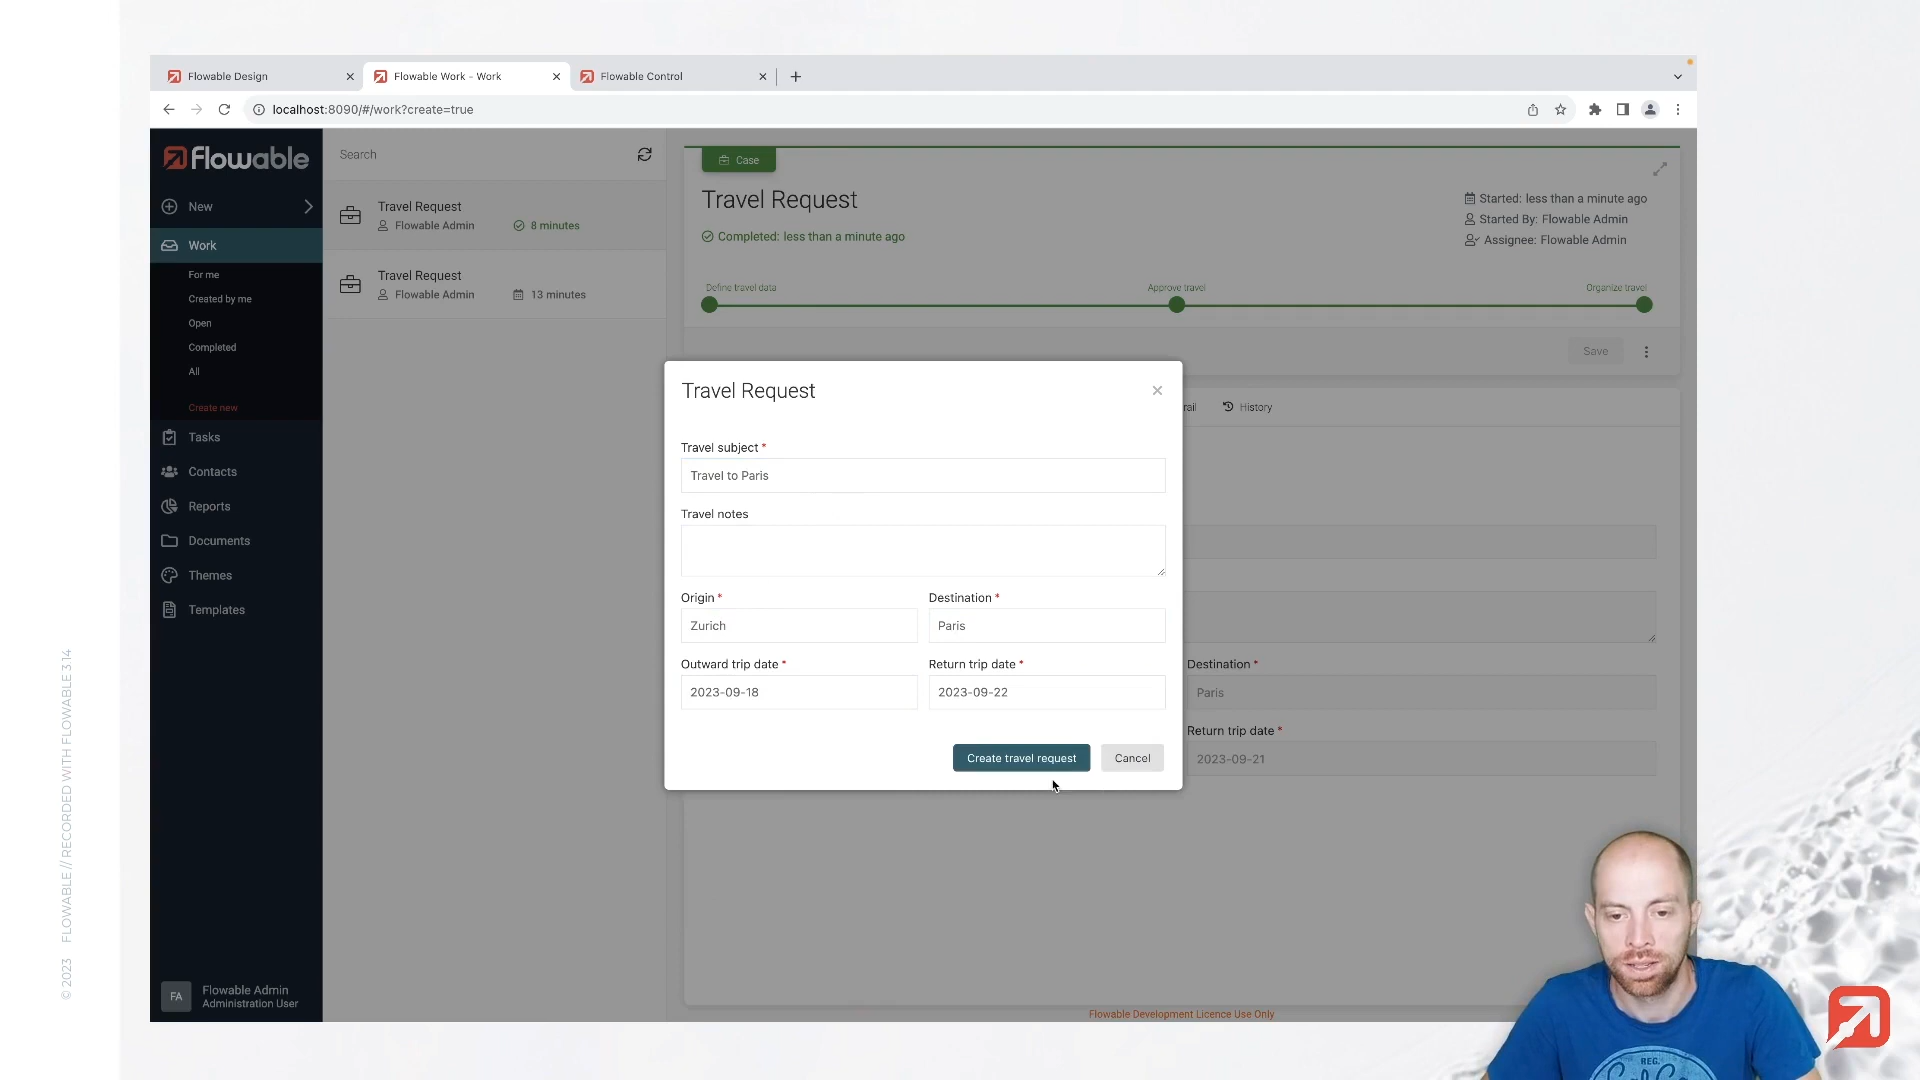 Flowable Design
Flowable Work - Work
Flowable Control
localhost:8090/#/work?create=true
Flowable
New
Work
For me
Created by me
Open
Completed
All
Create new
Tasks
Contacts
Reports
Documents
Themes
Templates
FA
Flowable Admin
Administration User
Search
Travel Request
Flowable Admin 8 minutes
Travel Request
Flowable Admin 13 minutes
Case
Travel Request
Completed: less than a minute ago
Started: less than a minute ago
Started By: Flowable Admin
Assignee: Flowable Admin
Define travel data Approve travel Organize travel
Save
rail History
Travel Request
Travel subject *
Travel to Paris
Travel notes
Origin * Destination *
Zurich Paris
Outward trip date * Return trip date *
2023-09-18 2023-09-22
Create travel request Cancel
Destination *
Paris
Return trip date *
2023-09-21
Flowable Development Licence Use Only
© 2023 FLOWABLE // RECORDED WITH FLOWABLE 3.14
REG.